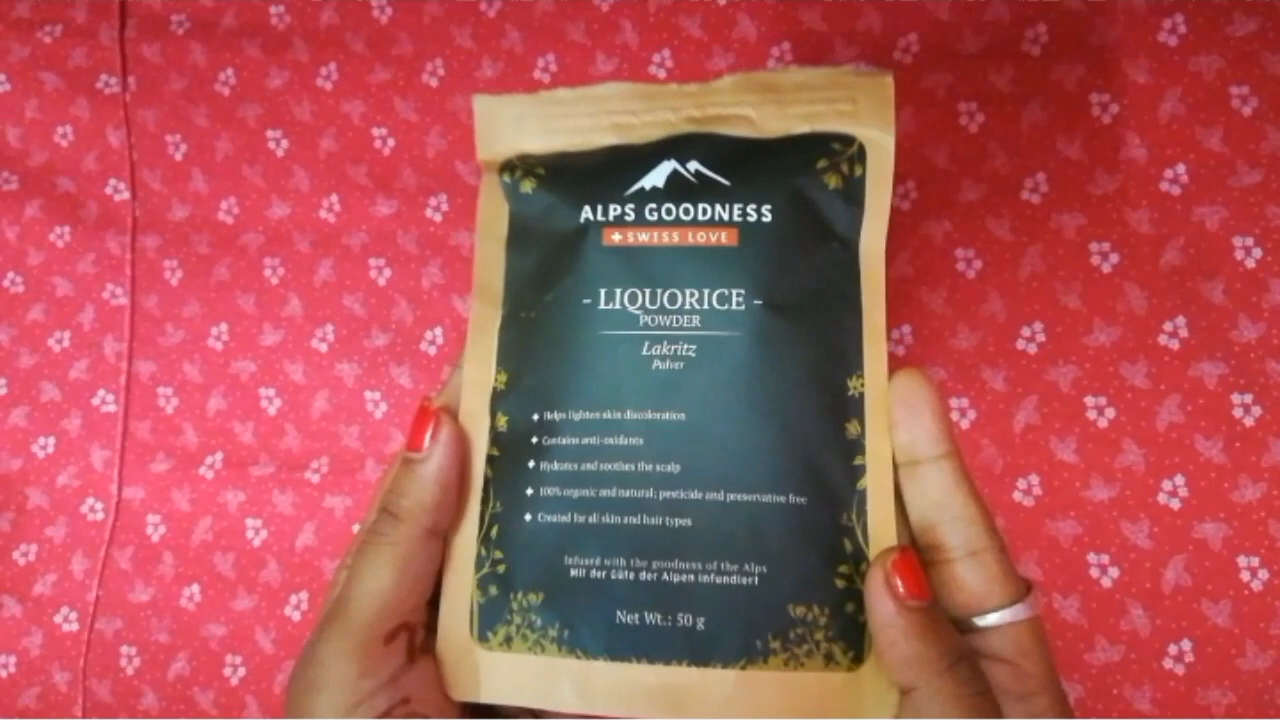 ALPS GOODNESS
SWISS LOVE
- LIQUORICE -
POWDER
Lakritz
Pulver
Helps lighten skin discoloration
Contains anti-oxidants
Hydrates and soothes the scalp
100% organic and natural; pesticide and preservative free
Created for all skin and hair types
Infused with the goodness of the Alps
Mit der Güte der Alpen infundiert
Net Wt.: 50 g